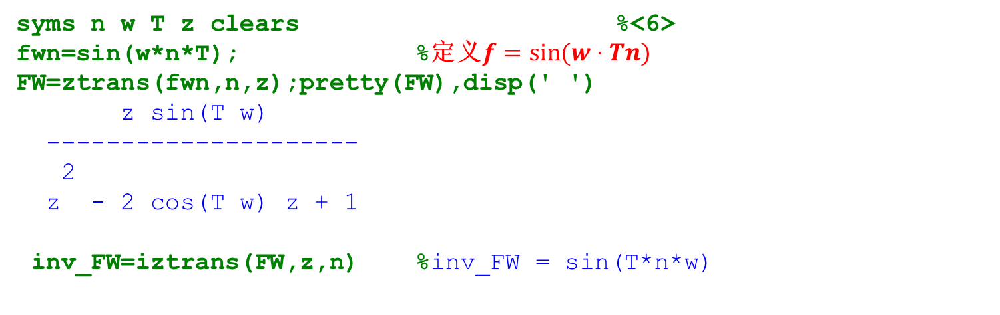 syms n w T z clears %<6>
fwn=sin(w*n*T); %定义f = sin(w · Tn)
FW=ztrans(fwn,n,z);pretty(FW),disp(' ')
z sin(T w)
---------------------
2
z - 2 cos(T w) z + 1
inv_FW=iztrans(FW,z,n) %inv_FW = sin(T*n*w)